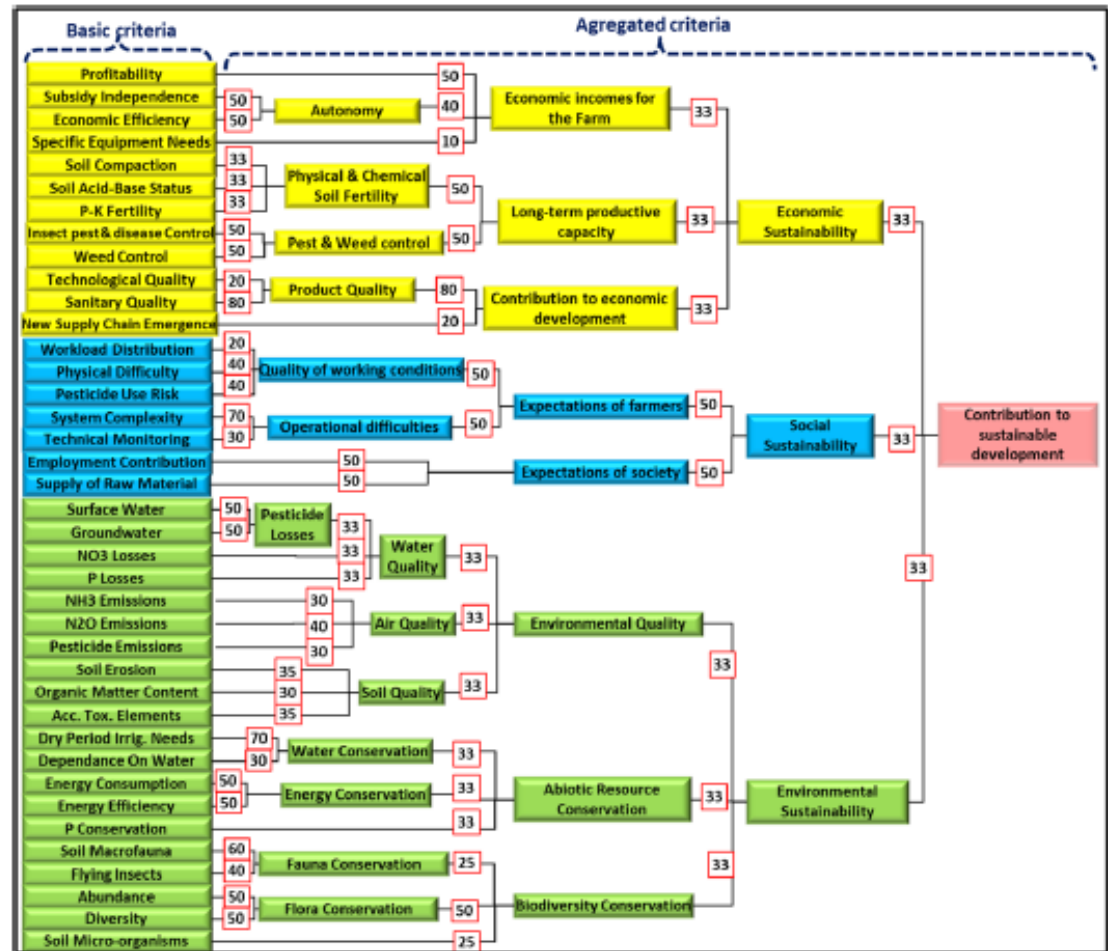 Basic criteria
Agregated criteria
Profitability
50
Subsidy Independence
50
Autonomy
40
Economic incomes for
the Farm
33
Economic Efficiency
50
Specific Equipment Needs
10
Soil Compaction
33
Soil Acid-Base Status
33
Physical & Chemical
Soil Fertility
50
P-K Fertility
33
Long-term productive
capacity
33
Economic
Sustainability
33
Insect pest& disease Control
50
Pest & Weed control
50
Weed Control
50
Technological Quality
20
Product Quality
80
Contribution to economic
development
33
Sanitary Quality
80
New Supply Chain Emergence
20
Workload Distribution
20
Physical Difficulty
40
Quality of working conditions
50
Pesticide Use Risk
40
Expectations of farmers
50
System Complexity
70
Operational difficulties
50
Technical Monitoring
30
Social
Sustainability
33
Contribution to
sustainable
development
Employment Contribution
50
Expectations of society
50
Supply of Raw Material
50
Surface Water
50
Pesticide
Losses
33
Groundwater
50
NO3 Losses
33
Water
Quality
33
P Losses
33
33
NH3 Emissions
30
N2O Emissions
40
Air Quality
33
Environmental Quality
33
Pesticide Emissions
30
Soil Erosion
35
Organic Matter Content
30
Soil Quality
33
Acc. Tox. Elements
35
Dry Period Irrig. Needs
70
Water Conservation
33
Dependance On Water
30
Energy Consumption
50
Energy Conservation
33
Abiotic Resource
Conservation
33
Environmental
Sustainability
Energy Efficiency
50
P Conservation
33
Soil Macrofauna
60
Fauna Conservation
25
33
Flying Insects
40
Abundance
50
Flora Conservation
50
Biodiversity Conservation
Diversity
50
Soil Micro-organisms
25